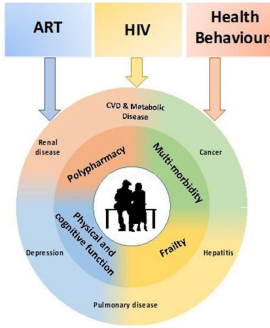 ART
HIV
Health
Behaviour
CVD & Metabolic
Disease
Renal
disease
Cancer
Polypharmacy
Multi-morbidity
Physical and
cognitive function
Frailty
Depression
Hepatitis
Pulmonary disease